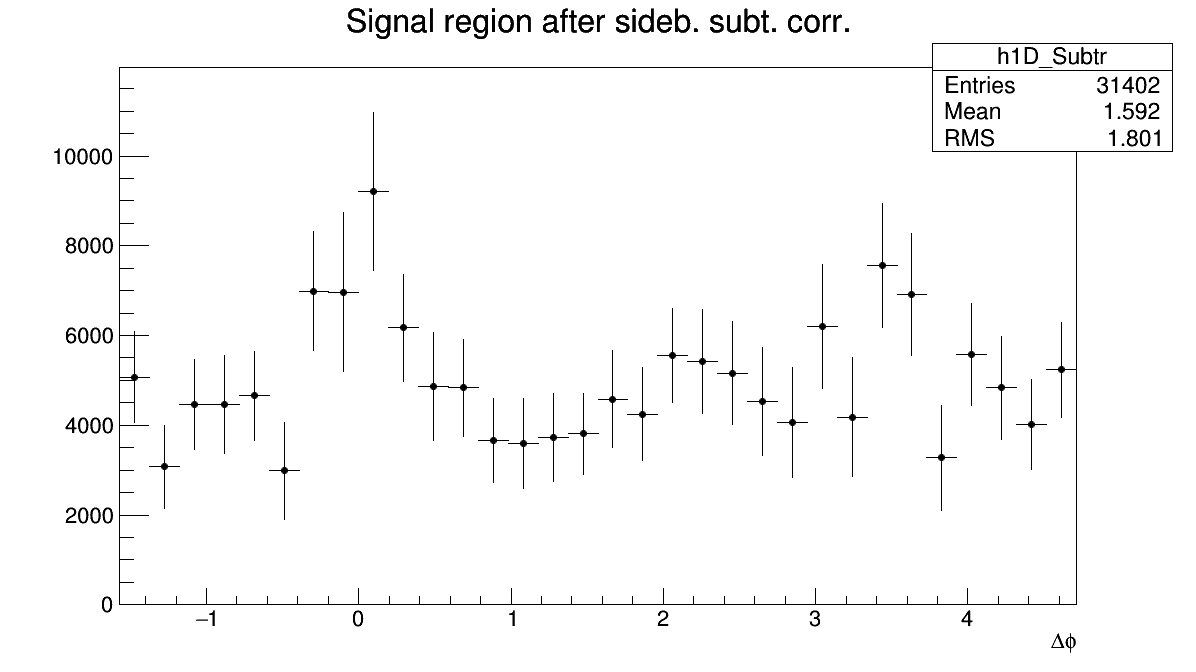 Signal region after sideb. subt. corr.
h1D_Subtr
Entries 31402
Mean 1.592
RMS 1.801
10000
8000
6000
4000
2000
0
−1 0 1 2 3 4
Δϕ